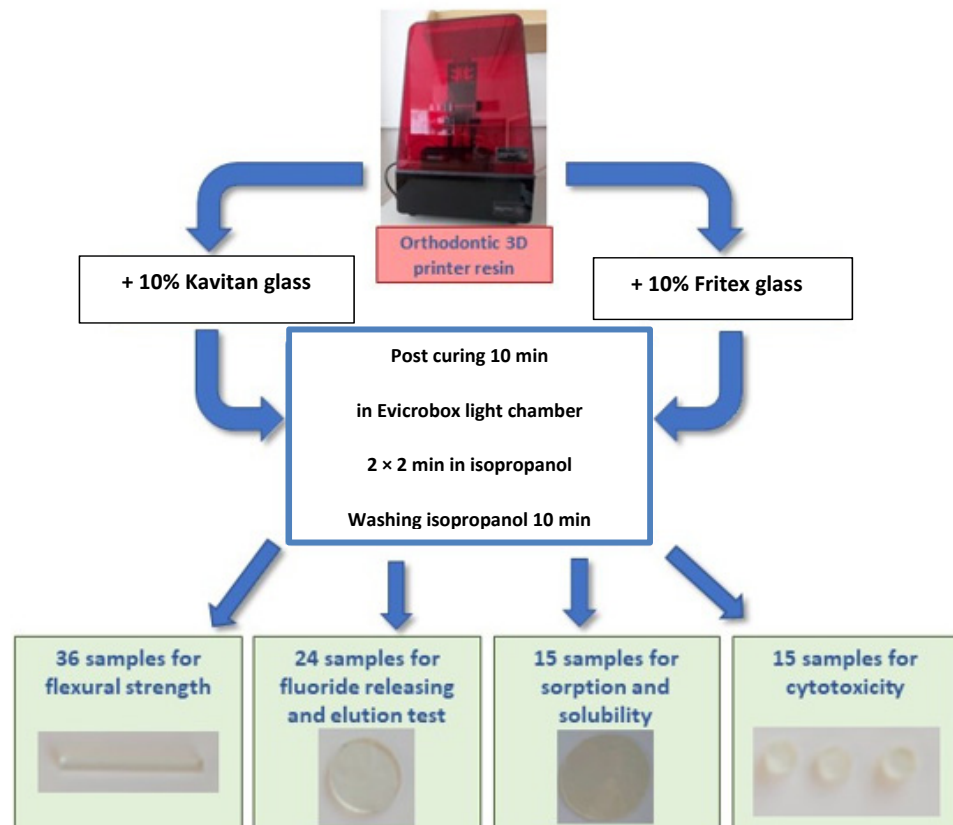 Orthodontic 3D
printer resin
+ 10% Kavitan glass
+ 10% Fritex glass
Post curing 10 min
in Evicrobox light chamber
2 × 2 min in isopropanol
Washing isopropanol 10 min
36 samples for
flexural strength
24 samples for
fluoride releasing
and elution test
15 samples for
sorption and
solubility
15 samples for
cytotoxicity